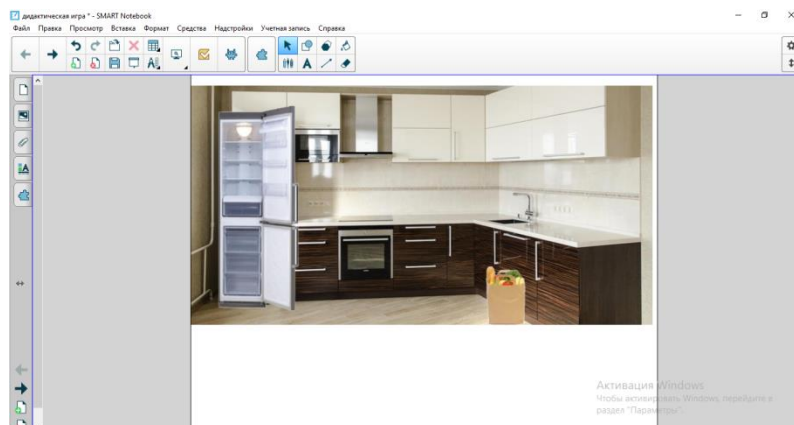 дидактическая игра * - SMART Notebook
Файл Правка Просмотр Вставка Формат Средства Надстройки Учетная запись Справка
Активация Windows
Чтобы активировать Windows, перейдите в
раздел "Параметры".